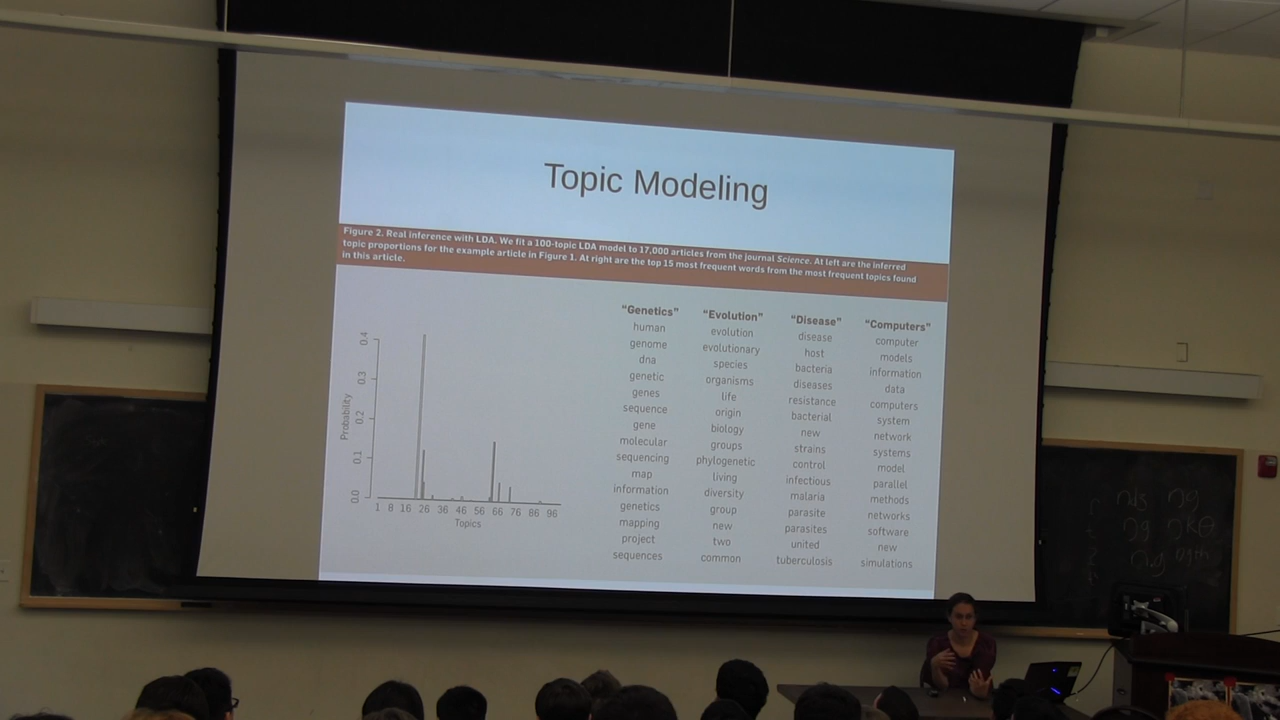 Topic Modeling
Figure 2. Real inference with LDA. We fit a 100-topic LDA model to 17,000 articles from the journal Science. At left are the inferred
topic proportions for the example article in Figure 1. At right are the top 15 most frequent words from the most frequent topics found
in this article.
Probability
0.4
0.3
0.2
0.1
0.0
1 8 16 26 36 46 56 66 76 86 96
Topics
“Genetics”
human
genome
dna
genetic
genes
sequence
gene
molecular
sequencing
map
information
genetics
mapping
project
sequences
“Evolution”
evolution
evolutionary
species
organisms
life
origin
biology
groups
phylogenetic
living
diversity
group
new
two
common
“Disease”
disease
host
bacteria
diseases
resistance
bacterial
new
strains
control
infectious
malaria
parasite
parasites
united
tuberculosis
“Computers”
computer
models
information
data
computers
system
network
systems
model
parallel
methods
networks
software
new
simulations
nds ng
ng
ng